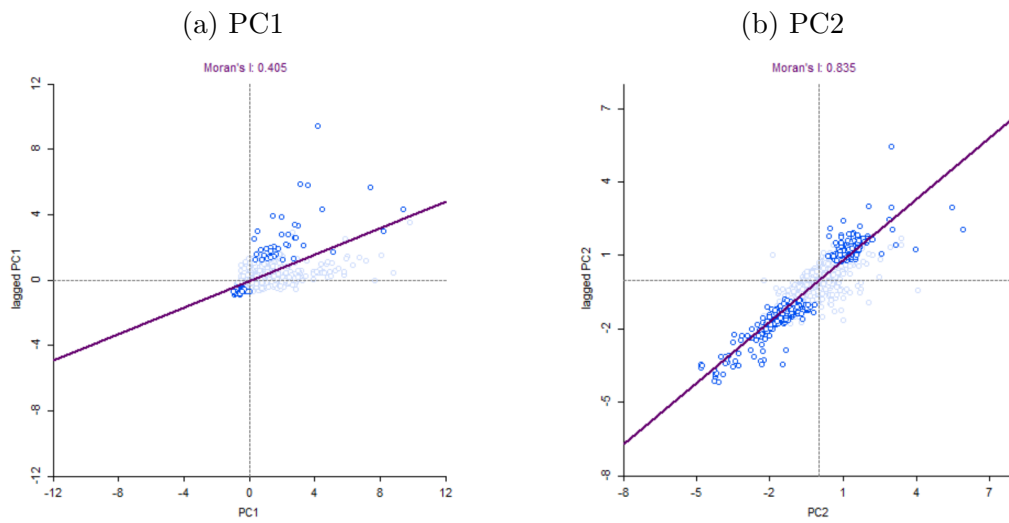 (a) PC1
Moran's I: 0.405
12
8
4
0
-4
-8
-12
lagged PC1
-12 -8 -4 0 4 8 12
PC1
(b) PC2
Moran's I: 0.835
7
4
1
-2
-5
-8
lagged PC2
-8 -5 -2 1 4 7
PC2